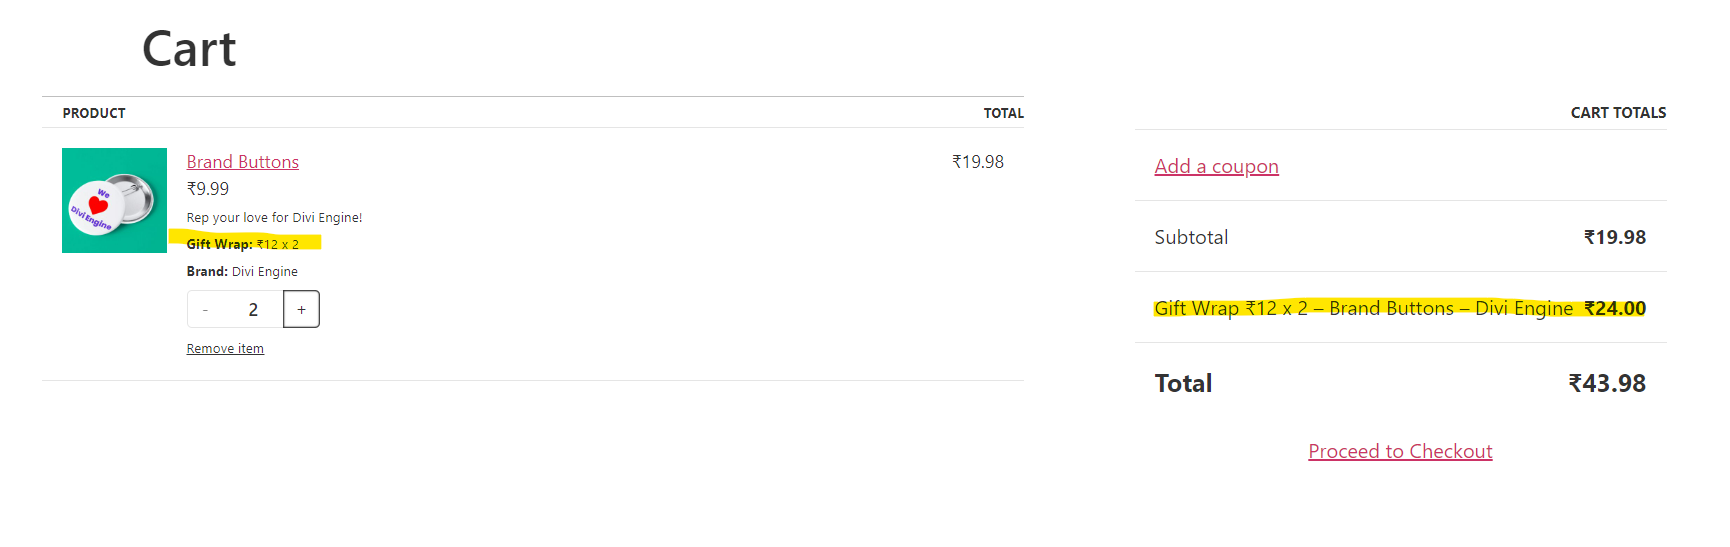 Cart
PRODUCT
TOTAL
We
Divi Engine
Brand Buttons
₹19.98
₹9.99
Rep your love for Divi Engine!
Gift Wrap: ₹12 x 2
Brand: Divi Engine
- 2 +
Remove item
CART TOTALS
Add a coupon
Subtotal ₹19.98
Gift Wrap ₹12 x 2 – Brand Buttons – Divi Engine ₹24.00
Total ₹43.98
Proceed to Checkout